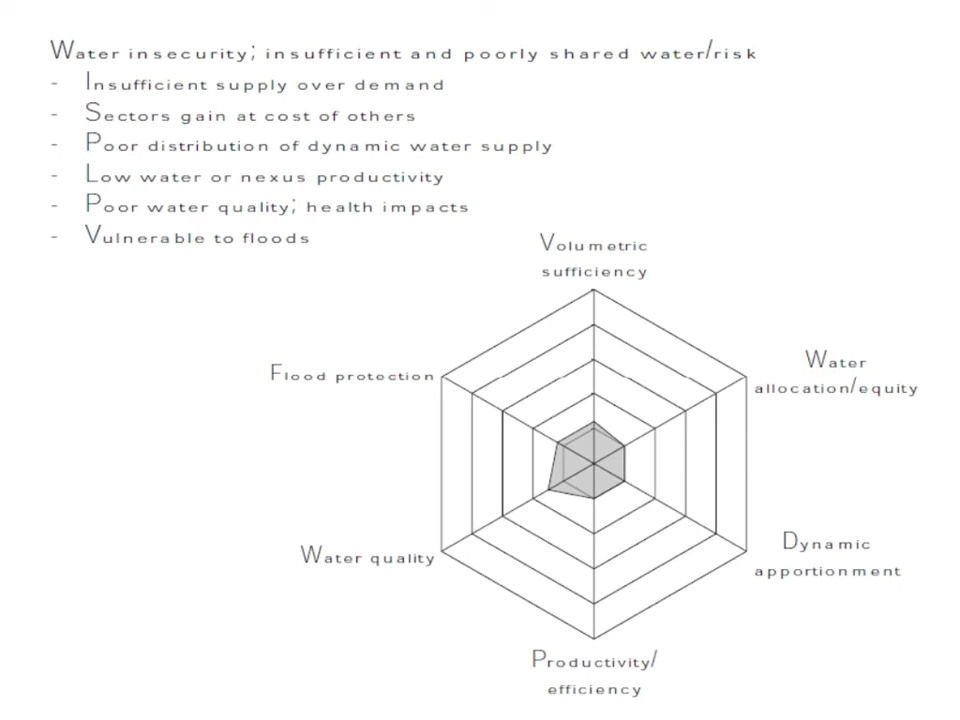 Water insecurity; insufficient and poorly shared water/risk
- Insufficient supply over demand
- Sectors gain at cost of others
- Poor distribution of dynamic water supply
- Low water or nexus productivity
- Poor water quality; health impacts
- Vulnerable to floods
Volumetric
sufficiency
Water
allocation/equity
Flood protection
Water quality
Dynamic
apportionment
Productivity/
efficiency